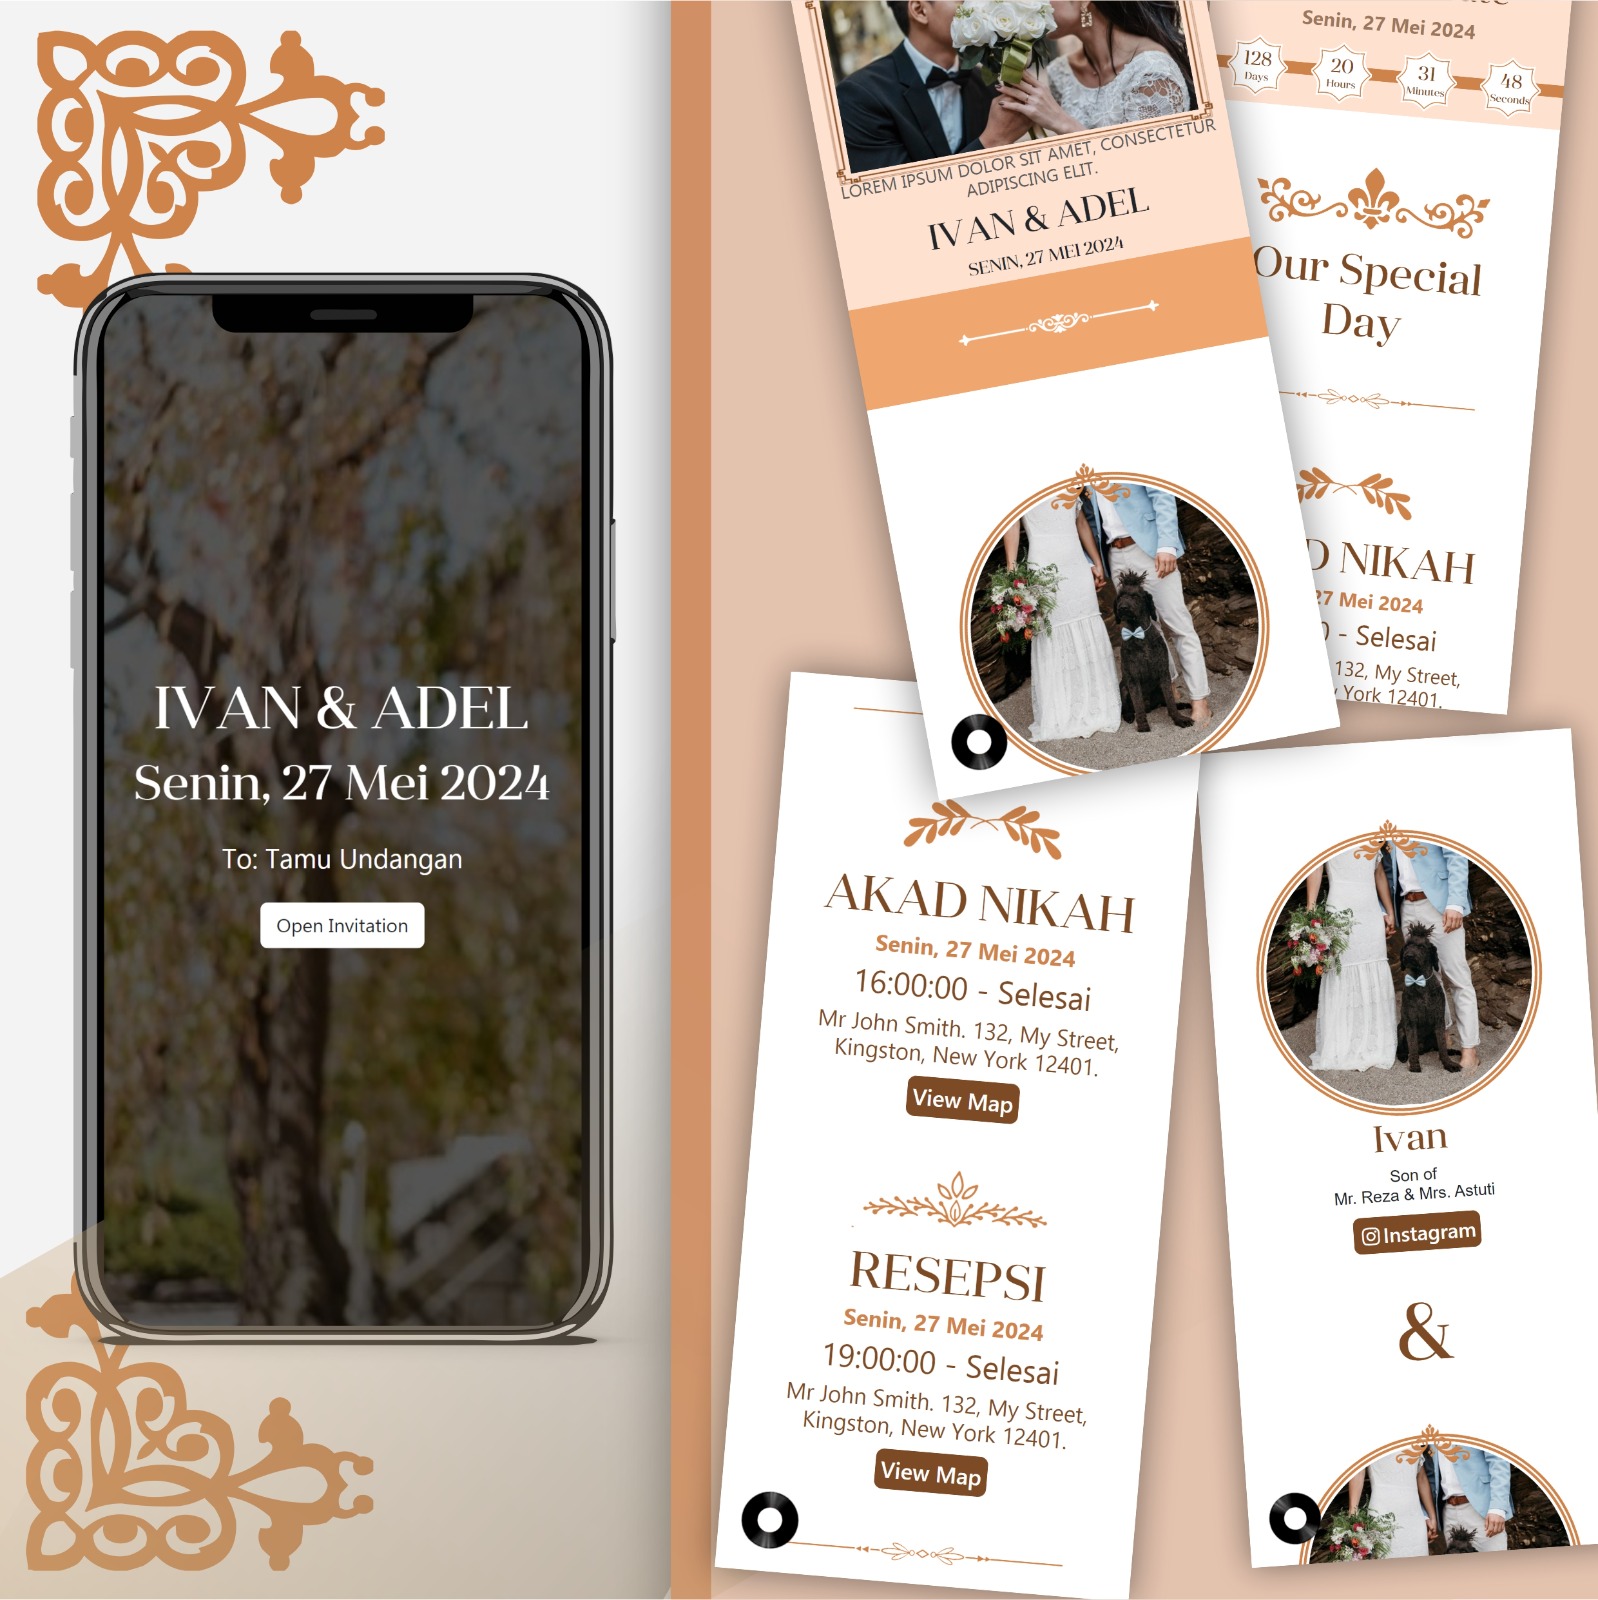 IVAN & ADEL
Senin, 27 Mei 2024
To: Tamu Undangan
Open Invitation
LOREM IPSUM DOLOR SIT AMET, CONSECTETUR
ADIPISCING ELIT.
IVAN & ADEL
SENIN, 27 MEI 2024
Senin, 27 Mei 2024
128
Days
20
Hours
31
Minutes
48
Seconds
Our Special
Day
D NIKAH
27 Mei 2024
0 - Selesai
132, My Street,
York 12401.
AKAD NIKAH
Senin, 27 Mei 2024
16:00:00 - Selesai
Mr John Smith. 132, My Street,
Kingston, New York 12401.
View Map
RESEPSI
Senin, 27 Mei 2024
19:00:00 - Selesai
Mr John Smith. 132, My Street,
Kingston, New York 12401.
View Map
Ivan
Son of
Mr. Reza & Mrs. Astuti
Instagram
&